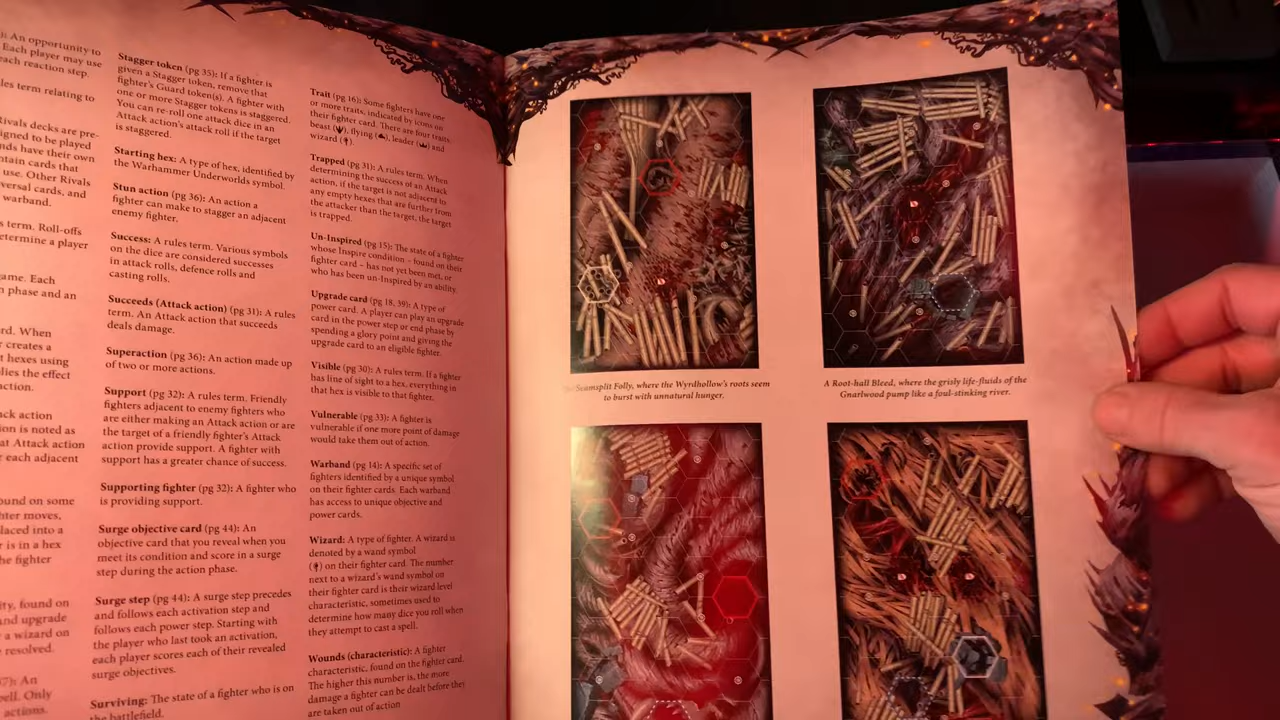 An opportunity to
Each player may use
each reaction step.
les term relating to
Rivals decks are pre-
igned to be played
nds have their own
ntain cards that
use. Other Rivals
versal cards, and
warband.
s term. Roll-offs
etermine a player
ame. Each
n phase and an
rd. When
r creates a
t hexes using
lies the effect
action.
ack action
ion is noted as
at Attack action
r each adjacent
ound on some
hter moves,
laced into a
r is in a hex
he fighter
ity, found on
and upgrade
a wizard on
resolved.
7): An
pell. Only
actions.
Stagger token (pg 35): If a fighter is
given a Stagger token, remove that
fighter's Guard token(s). A fighter with
one or more Stagger tokens is staggered.
You can re-roll one attack dice in an
Attack action's attack roll if the target
is staggered.
Starting hex: A type of hex, identified by
the Warhammer Underworlds symbol.
Stun action (pg 36): An action a
fighter can make to stagger an adjacent
enemy fighter.
Success: A rules term. Various symbols
on the dice are considered successes
in attack rolls, defence rolls and
casting rolls.
Succeeds (Attack action) (pg 31): A rules
term. An Attack action that succeeds
deals damage.
Superaction (pg 36): An action made up
of two or more actions.
Support (pg 32): A rules term. Friendly
fighters adjacent to enemy fighters who
are either making an Attack action or are
the target of a friendly fighter's Attack
action provide support. A fighter with
support has a greater chance of success.
Supporting fighter (pg 32): A fighter who
is providing support.
Surge objective card (pg 44): An
objective card that you reveal when you
meet its condition and score in a surge
step during the action phase.
Surge step (pg 44): A surge step precedes
and follows each activation step and
follows each power step. Starting with
the player who last took an activation,
each player scores each of their revealed
surge objectives.
Surviving: The state of a fighter who is on
the battlefield.
Trait (pg 16): Some fighters have one
or more traits, indicated by icons on
their fighter card. There are four traits,
beast ( ), flying ( ), leader ( ) and
wizard ( ).
Trapped (pg 31): A rules term. When
determining the success of an Attack
action, if the target is not adjacent to
any empty hexes that are further from
the attacker than the target, the target
is trapped.
Un-Inspired (pg 15): The state of a fighter
whose Inspire condition – found on their
fighter card – has not yet been met, or
who has been un-Inspired by an ability.
Upgrade card (pg 18, 39): A type of
power card. A player can play an upgrade
card in the power step or end phase by
spending a glory point and giving the
upgrade card to an eligible fighter.
Visible (pg 30): A rules term. If a fighter
has line of sight to a hex, everything in
that hex is visible to that fighter.
Vulnerable (pg 33): A fighter is
vulnerable if one more point of damage
would take them out of action.
Warband (pg 14): A specific set of
fighters identified by a unique symbol
on their fighter cards. Each warband
has access to unique objective and
power cards.
Wizard: A type of fighter. A wizard is
denoted by a wand symbol
( ) on their fighter card. The number
next to a wizard's wand symbol on
their fighter card is their wizard level
characteristic, sometimes used to
determine how many dice you roll when
they attempt to cast a spell.
Wounds (characteristic): A fighter
characteristic, found on the fighter card.
The higher this number is, the more
damage a fighter can be dealt before they
are taken out of action
Seamsplit Folly, where the Wyrdhollow's roots seem
to burst with unnatural hunger.
A Root-hall Bleed, where the grisly life-fluids of the
Gnarlwood pump like a foul-stinking river.